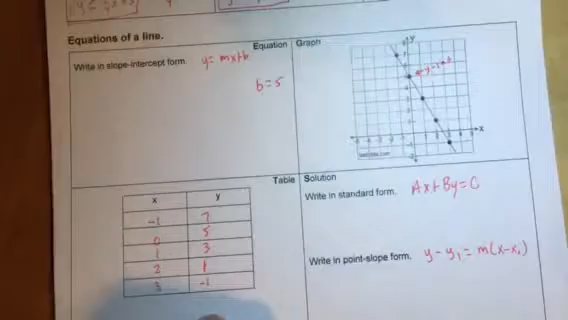 Equations of a line.
Equation
Write in slope-intercept form. y = mx+b
b = 5
Graph
y
x
Table
x y
-1 7
0 5
1 3
2 1
3 -1
Solution
Write in standard form. Ax+By=C
Write in point-slope form. y - y₁ = m(x-x₁)